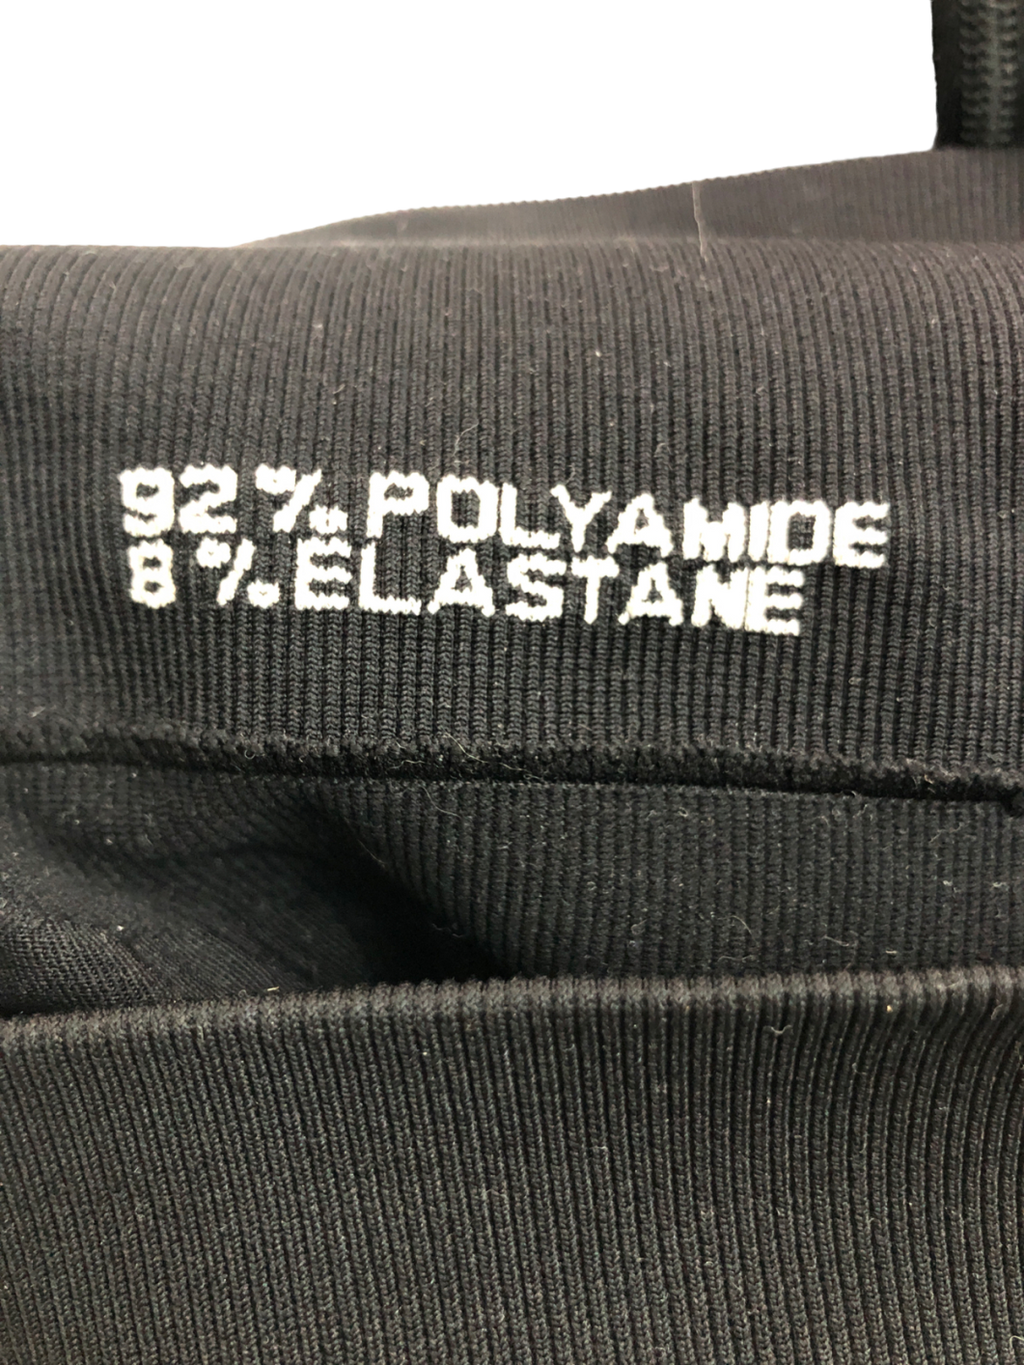 92% POLYAMIDE
8% ELASTANE